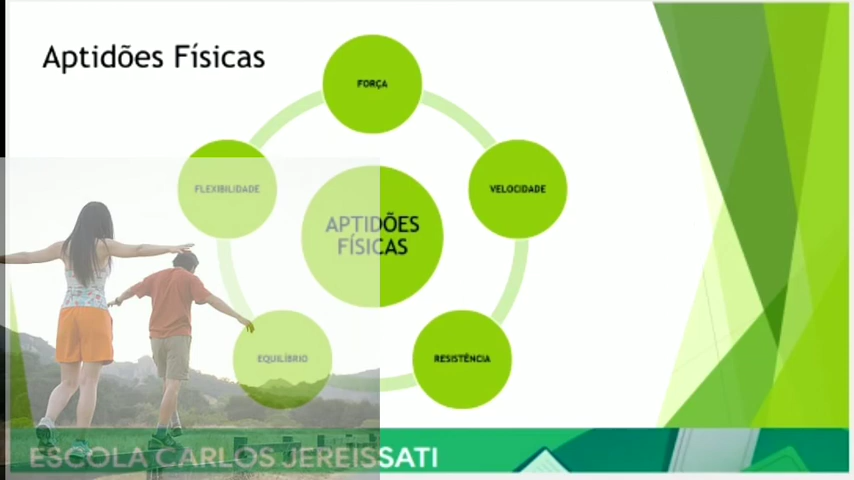 Aptidões Físicas
FORÇA
FLEXIBILIDADE
VELOCIDADE
APTIDÕES
FÍSICAS
EQUILÍBRIO
RESISTÊNCIA
ESCOLA CARLOS JEREISSATI